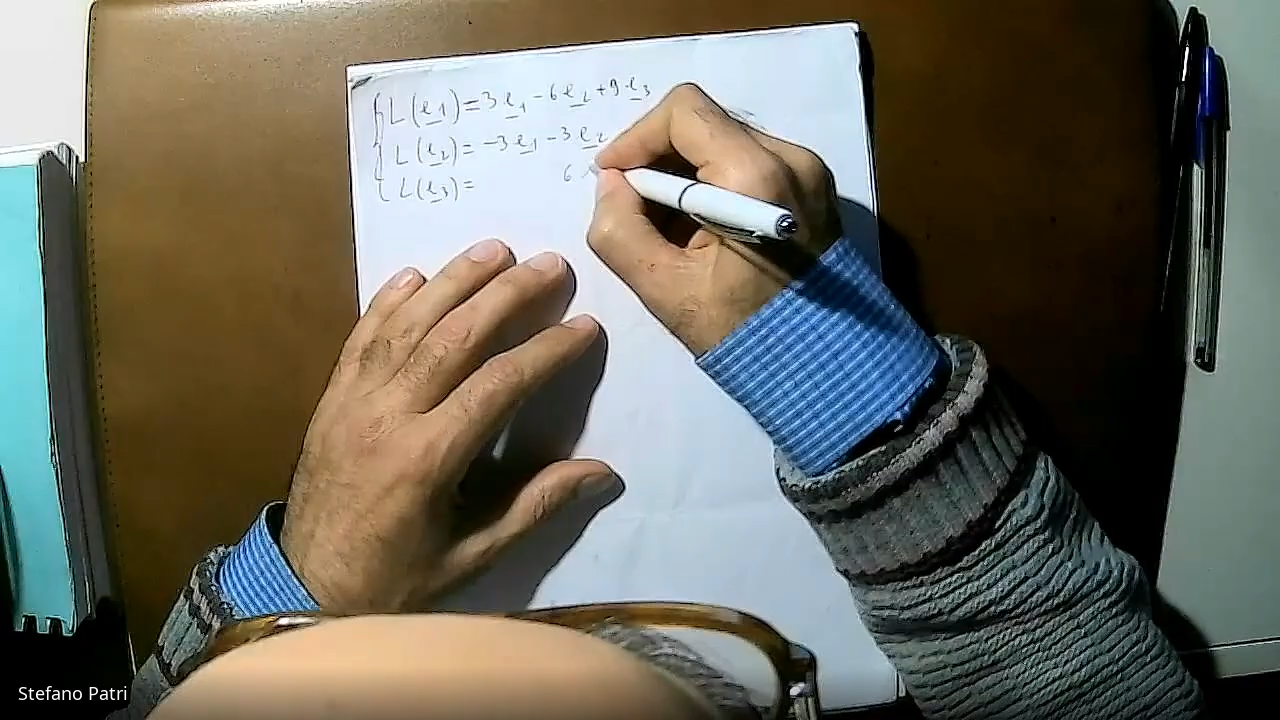 L(e1)=3e1-6e2+9e3
L(e2)=-3e1-3e2
L(e3)= 6
Stefano Patri